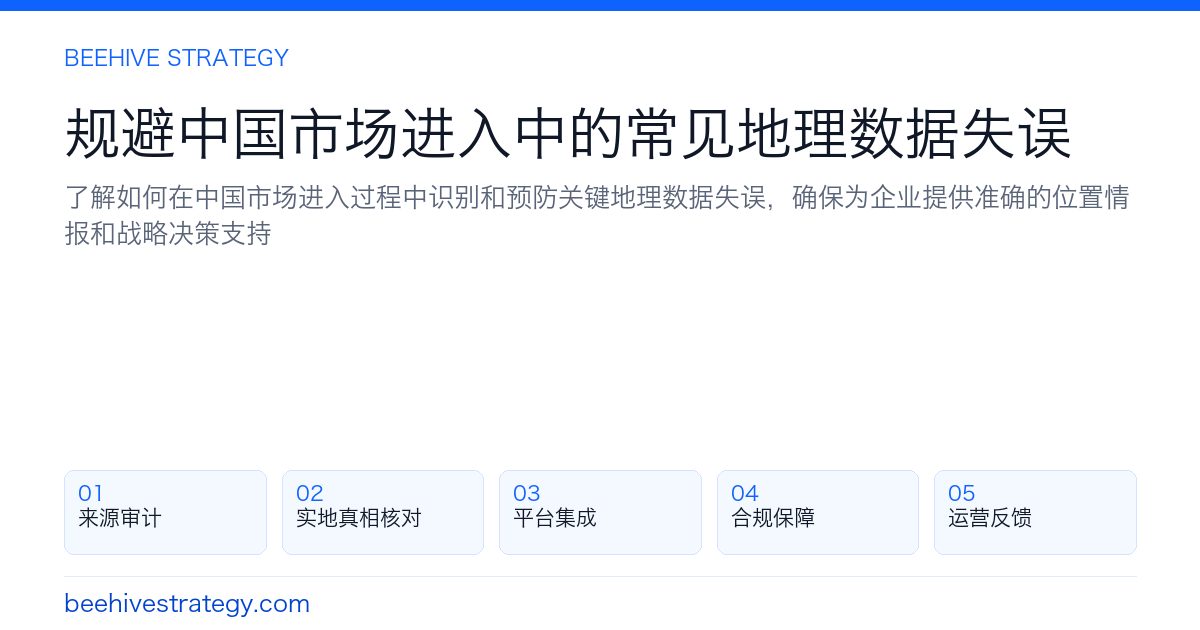 BEEHIVE STRATEGY
规避中国市场进入中的常见地理数据失误
了解如何在中国市场进入过程中识别和预防关键地理数据失误，确保为企业提供准确的位置情
报和战略决策支持
01
来源审计
02
实地真相核对
03
平台集成
04
合规保障
05
运营反馈
beehivestrategy.com